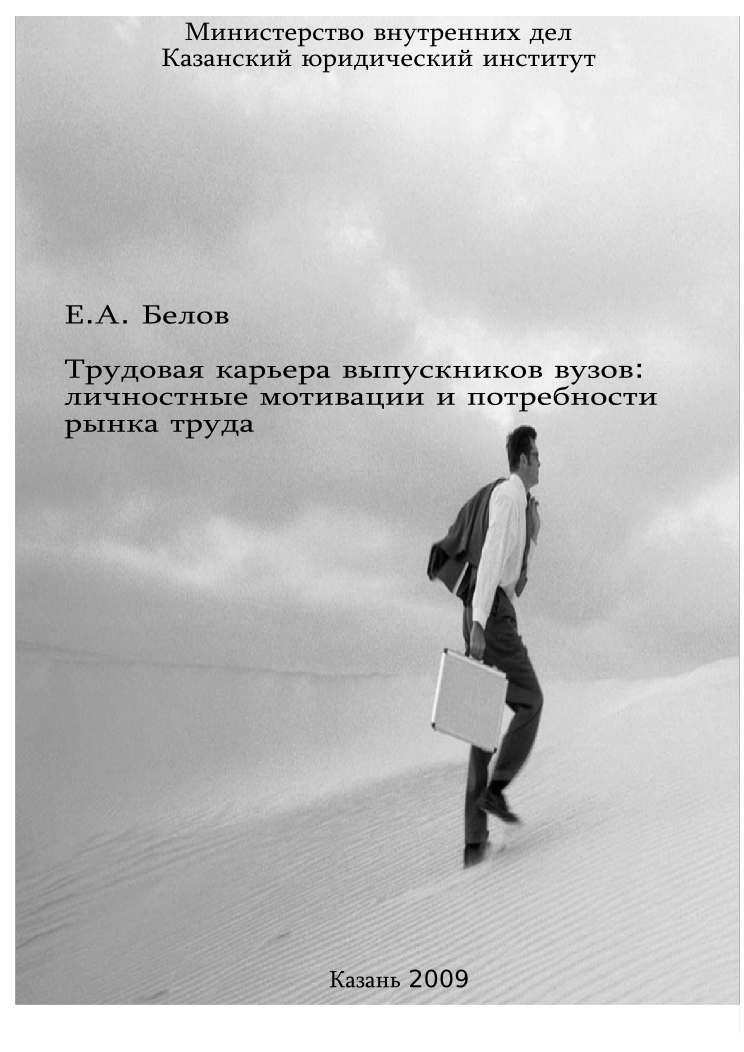 Министерство внутренних дел
Казанский юридический институт
Е.А. Белов
Трудовая карьера выпускников вузов:
личностные мотивации и потребности
рынка труда
Казань 2009